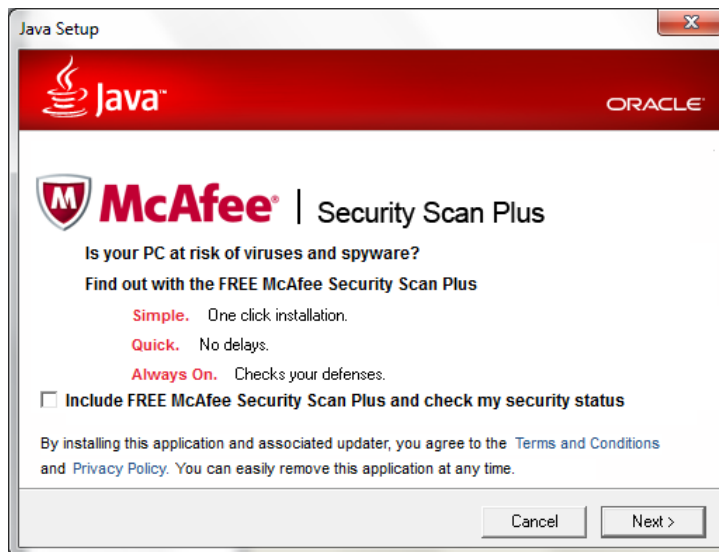 Java Setup
Java™
ORACLE
McAfee® | Security Scan Plus
Is your PC at risk of viruses and spyware?
Find out with the FREE McAfee Security Scan Plus
Simple. One click installation.
Quick. No delays.
Always On. Checks your defenses.
Include FREE McAfee Security Scan Plus and check my security status
By installing this application and associated updater, you agree to the Terms and Conditions
and Privacy Policy. You can easily remove this application at any time.
Cancel Next >